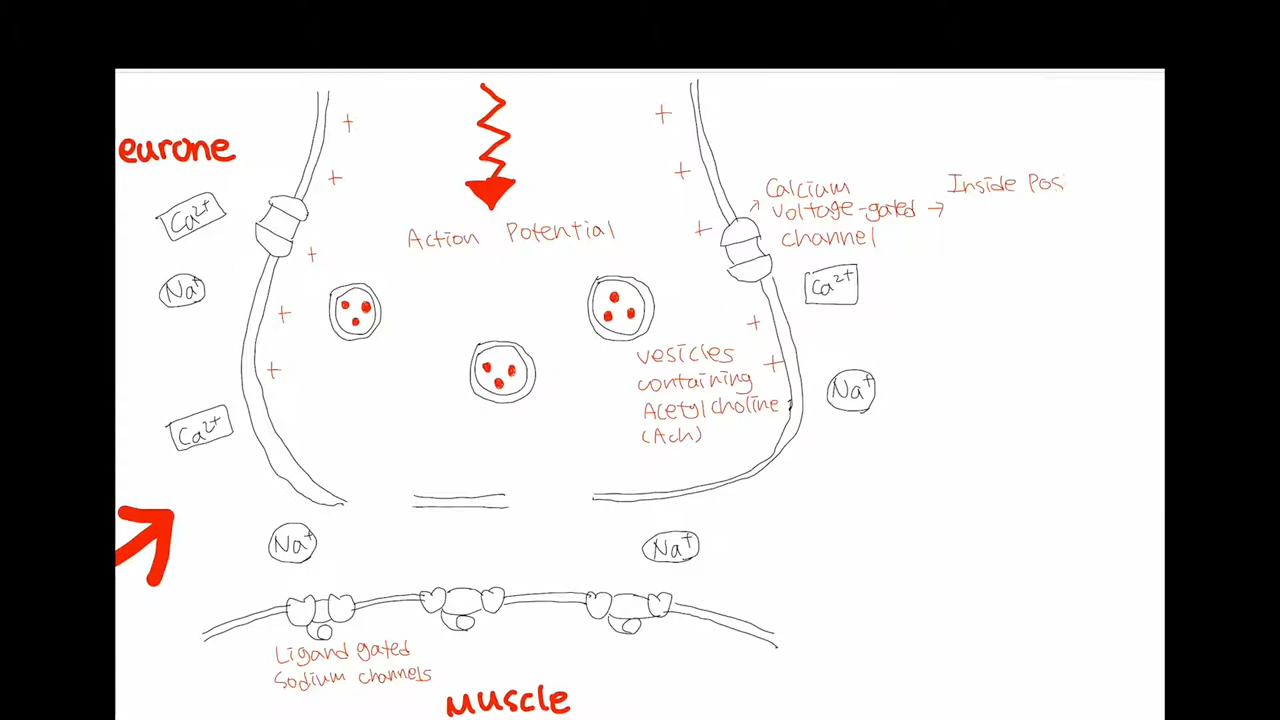 eurone
Ca²⁺
Na⁺
Ca²⁺
Action Potential
Calcium
voltage-gated →
channel
Inside Pos
Ca²⁺
Na⁺
vesicles
containing
Acetylcholine
(Ach)
Na⁺
Na⁺
Ligand gated
Sodium channels
Muscle